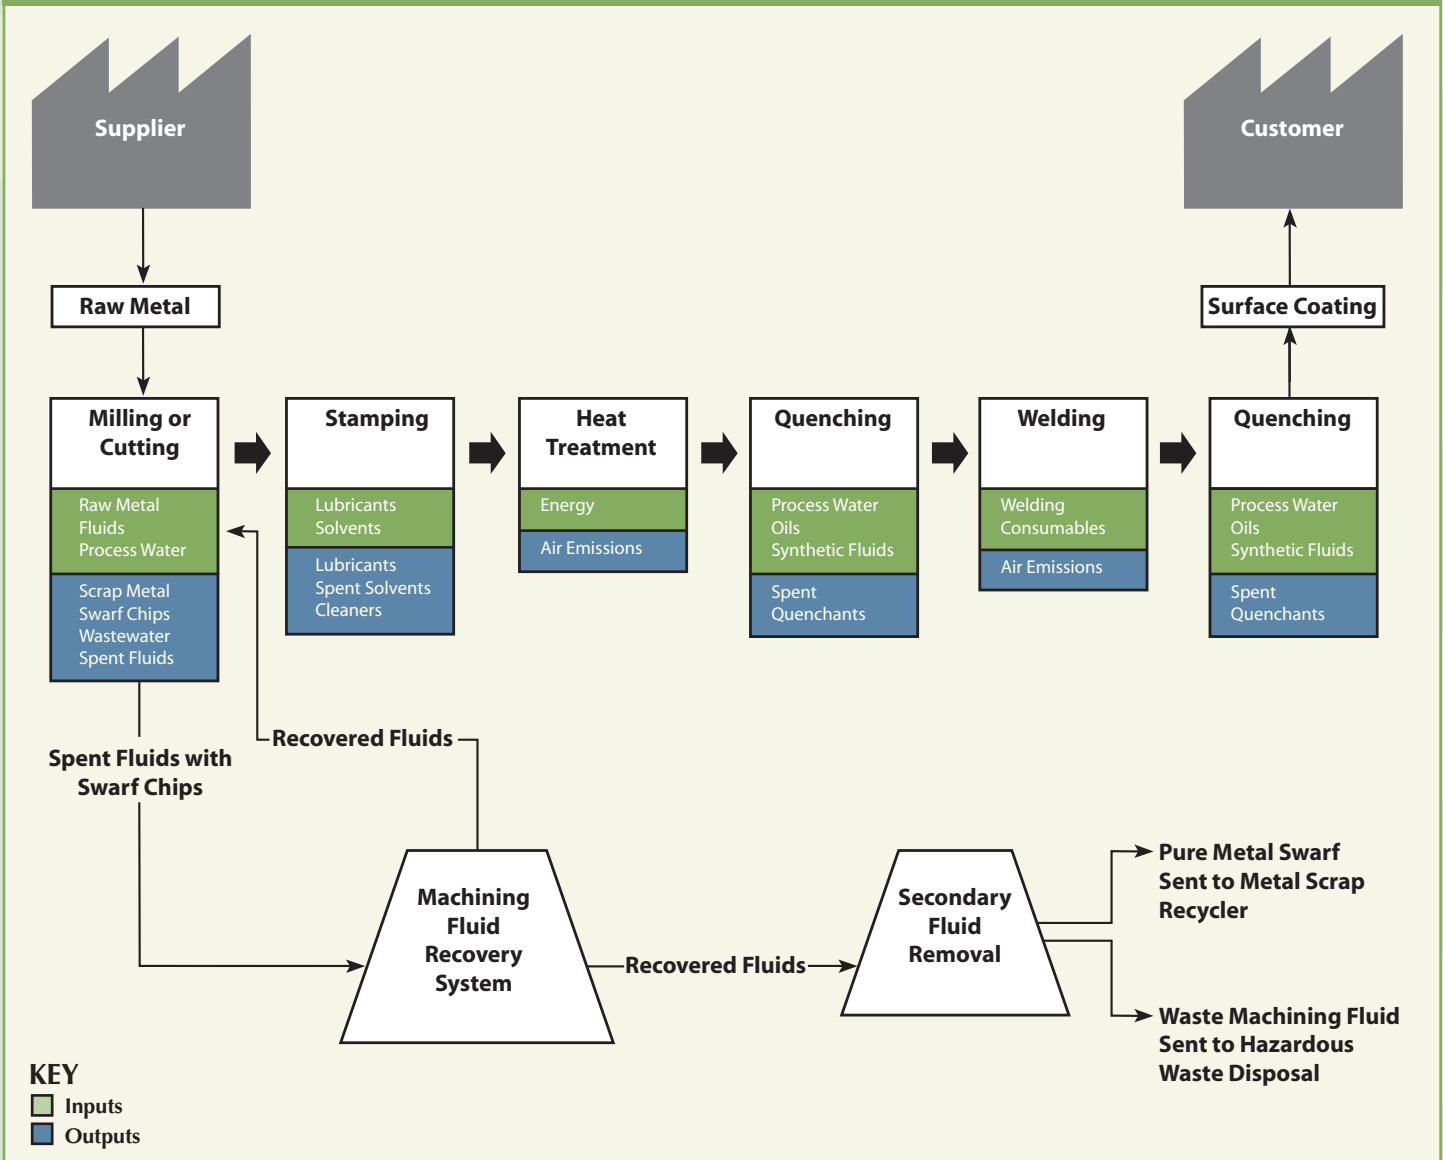 Supplier
Customer
Raw Metal
Surface Coating
Milling or
Cutting
Raw Metal
Fluids
Process Water
Scrap Metal
Swarf Chips
Wastewater
Spent Fluids
Stamping
Lubricants
Solvents
Lubricants
Spent Solvents
Cleaners
Heat
Treatment
Energy
Air Emissions
Quenching
Process Water
Oils
Synthetic Fluids
Spent
Quenchants
Welding
Welding
Consumables
Air Emissions
Quenching
Process Water
Oils
Synthetic Fluids
Spent
Quenchants
Recovered Fluids
Spent Fluids with
Swarf Chips
Machining
Fluid
Recovery
System
Recovered Fluids
Secondary
Fluid
Removal
Pure Metal Swarf
Sent to Metal Scrap
Recycler
Waste Machining Fluid
Sent to Hazardous
Waste Disposal
KEY
Inputs
Outputs